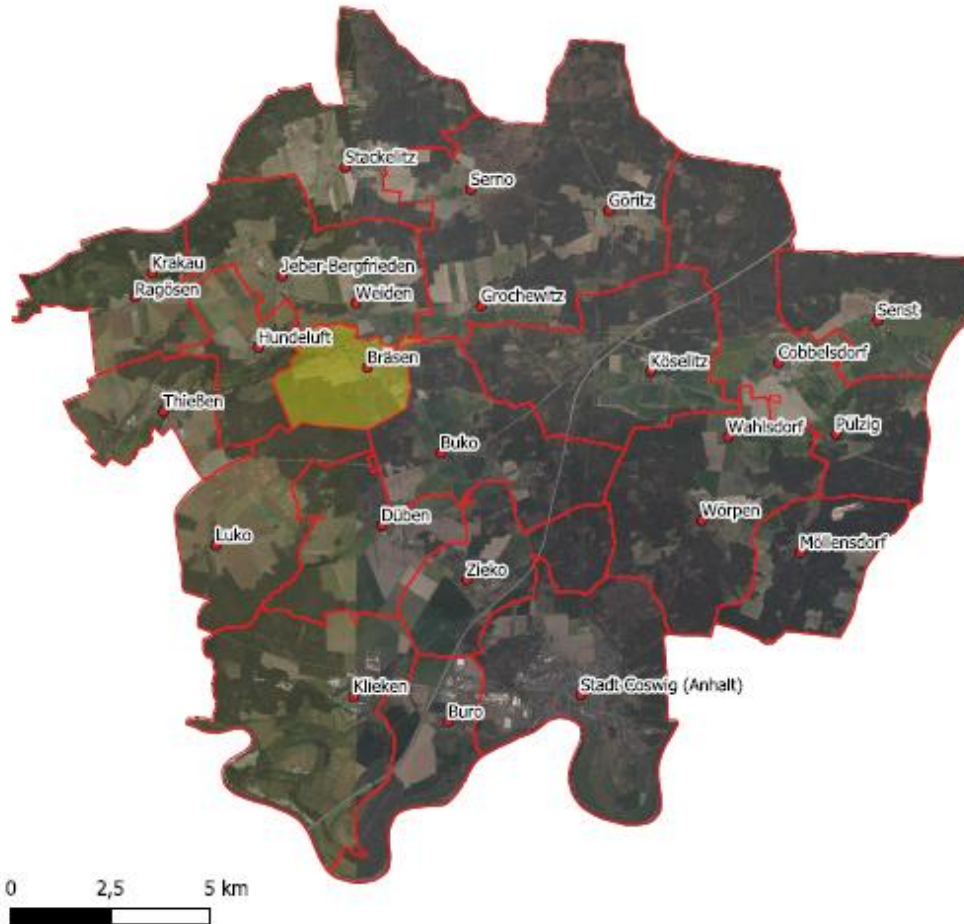 Stackelitz
Serno
Göritz
Krakau
Jeber-Bergfrieden
Ragösen
Weiden
Grochewitz
Senst
Hundeluft
Bräsen
Köselitz
Cobbelsdorf
Thießen
Buko
Wahlsdorf
Pülzig
Luko
Düben
Wörpen
Möllensdorf
Zieko
Klieken
Buro
Stadt Coswig (Anhalt)
0 2,5 5 km